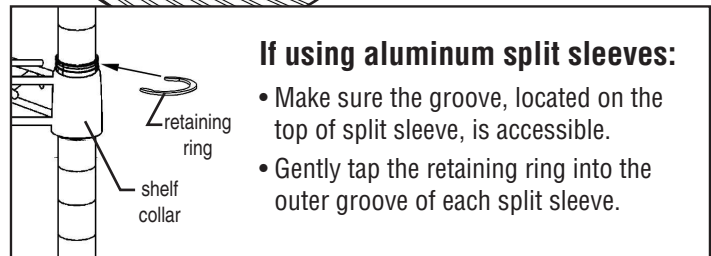 If using aluminum split sleeves:
• Make sure the groove, located on the
top of split sleeve, is accessible.
• Gently tap the retaining ring into the
outer groove of each split sleeve.
retaining
ring
shelf
collar